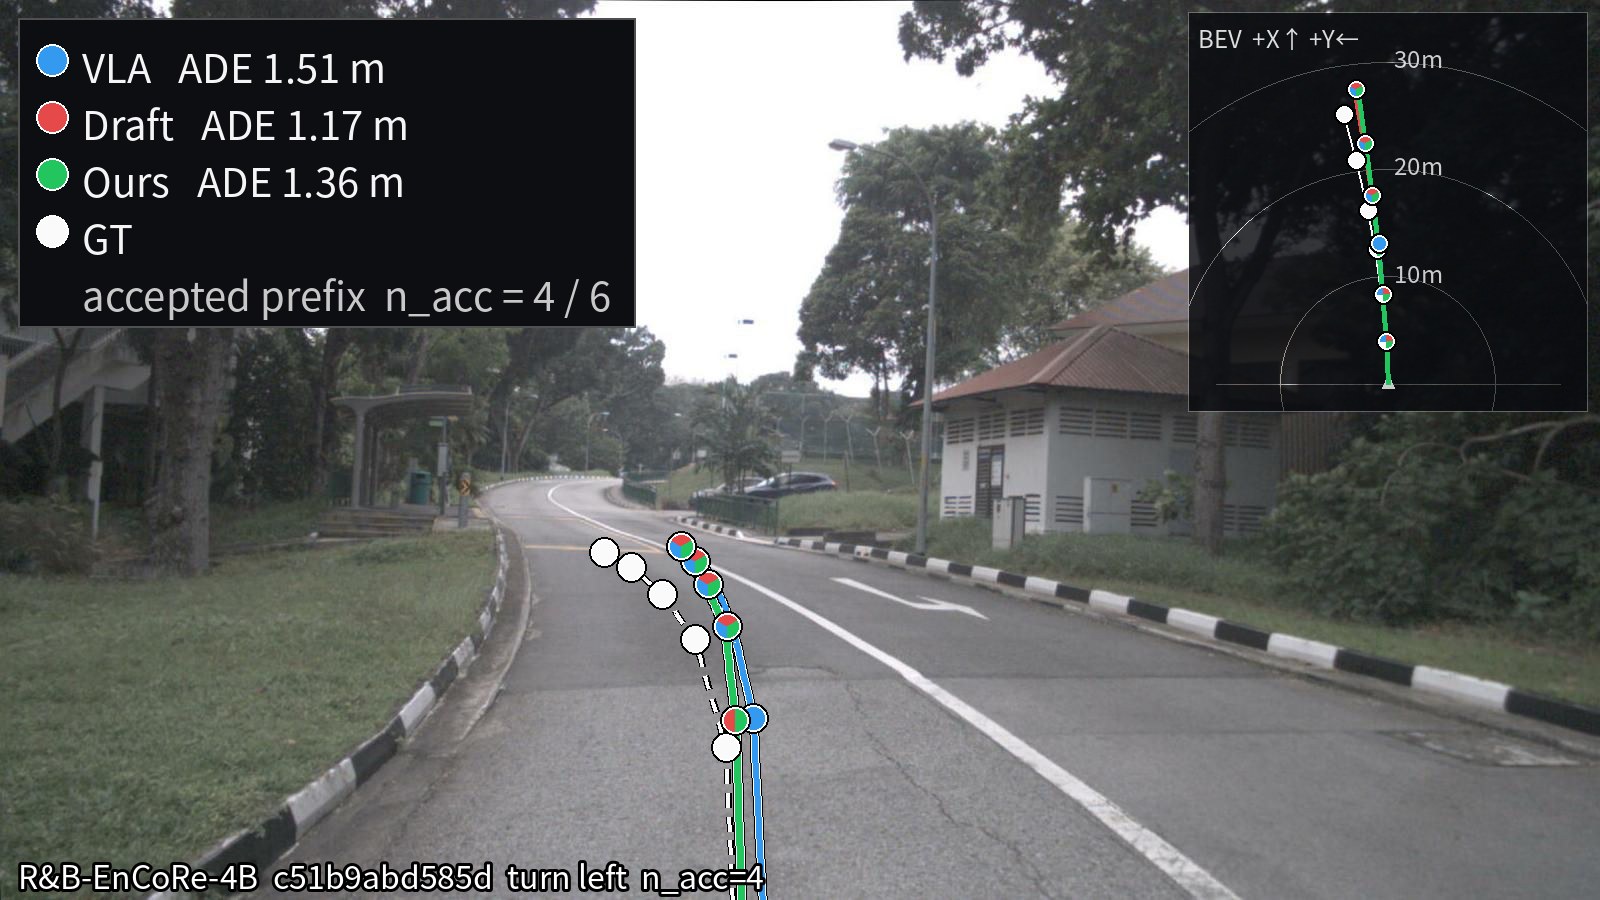 VLA ADE 1.51 m
Draft ADE 1.17 m
Ours ADE 1.36 m
GT
accepted prefix n_acc = 4 / 6
BEV +X↑ +Y←
30m
20m
10m
R&B-EnCoRe-4B c51b9abd585d turn left n_acc=4